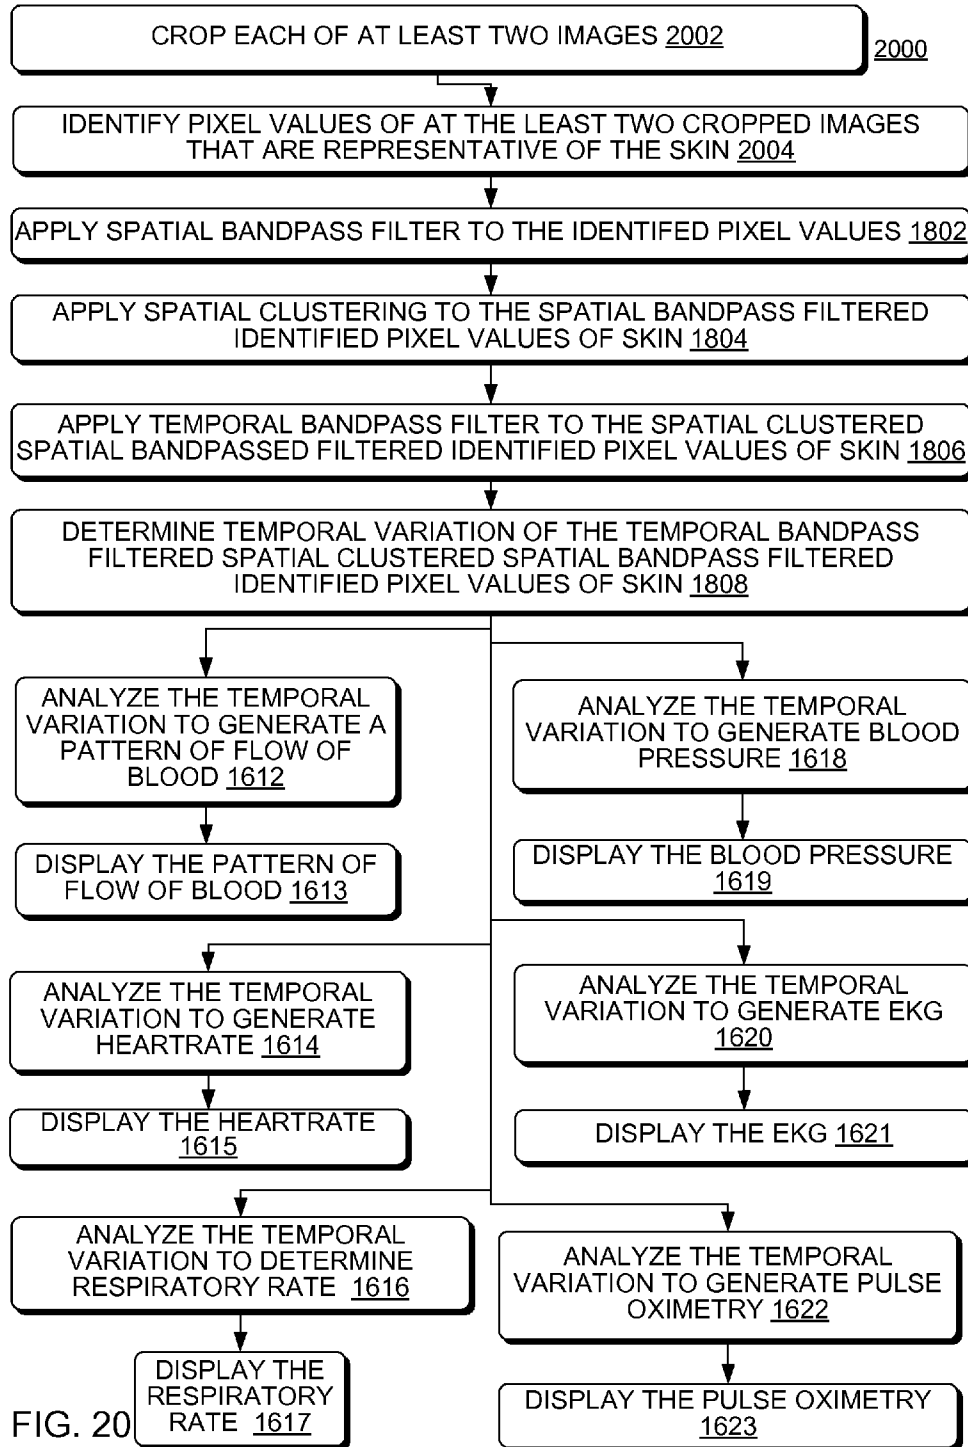 CROP EACH OF AT LEAST TWO IMAGES 2002
2000
IDENTIFY PIXEL VALUES OF AT THE LEAST TWO CROPPED IMAGES
THAT ARE REPRESENTATIVE OF THE SKIN 2004
APPLY SPATIAL BANDPASS FILTER TO THE IDENTIFED PIXEL VALUES 1802
APPLY SPATIAL CLUSTERING TO THE SPATIAL BANDPASS FILTERED
IDENTIFIED PIXEL VALUES OF SKIN 1804
APPLY TEMPORAL BANDPASS FILTER TO THE SPATIAL CLUSTERED
SPATIAL BANDPASSED FILTERED IDENTIFIED PIXEL VALUES OF SKIN 1806
DETERMINE TEMPORAL VARIATION OF THE TEMPORAL BANDPASS
FILTERED SPATIAL CLUSTERED SPATIAL BANDPASS FILTERED
IDENTIFIED PIXEL VALUES OF SKIN 1808
ANALYZE THE TEMPORAL
VARIATION TO GENERATE A
PATTERN OF FLOW OF
BLOOD 1612
DISPLAY THE PATTERN OF
FLOW OF BLOOD 1613
ANALYZE THE TEMPORAL
VARIATION TO GENERATE BLOOD
PRESSURE 1618
DISPLAY THE BLOOD PRESSURE
1619
ANALYZE THE TEMPORAL
VARIATION TO GENERATE
HEARTRATE 1614
DISPLAY THE HEARTRATE
1615
ANALYZE THE TEMPORAL
VARIATION TO GENERATE EKG
1620
DISPLAY THE EKG 1621
ANALYZE THE TEMPORAL
VARIATION TO DETERMINE
RESPIRATORY RATE 1616
DISPLAY THE
RESPIRATORY
RATE 1617
ANALYZE THE TEMPORAL
VARIATION TO GENERATE PULSE
OXIMETRY 1622
DISPLAY THE PULSE OXIMETRY
1623
FIG. 20